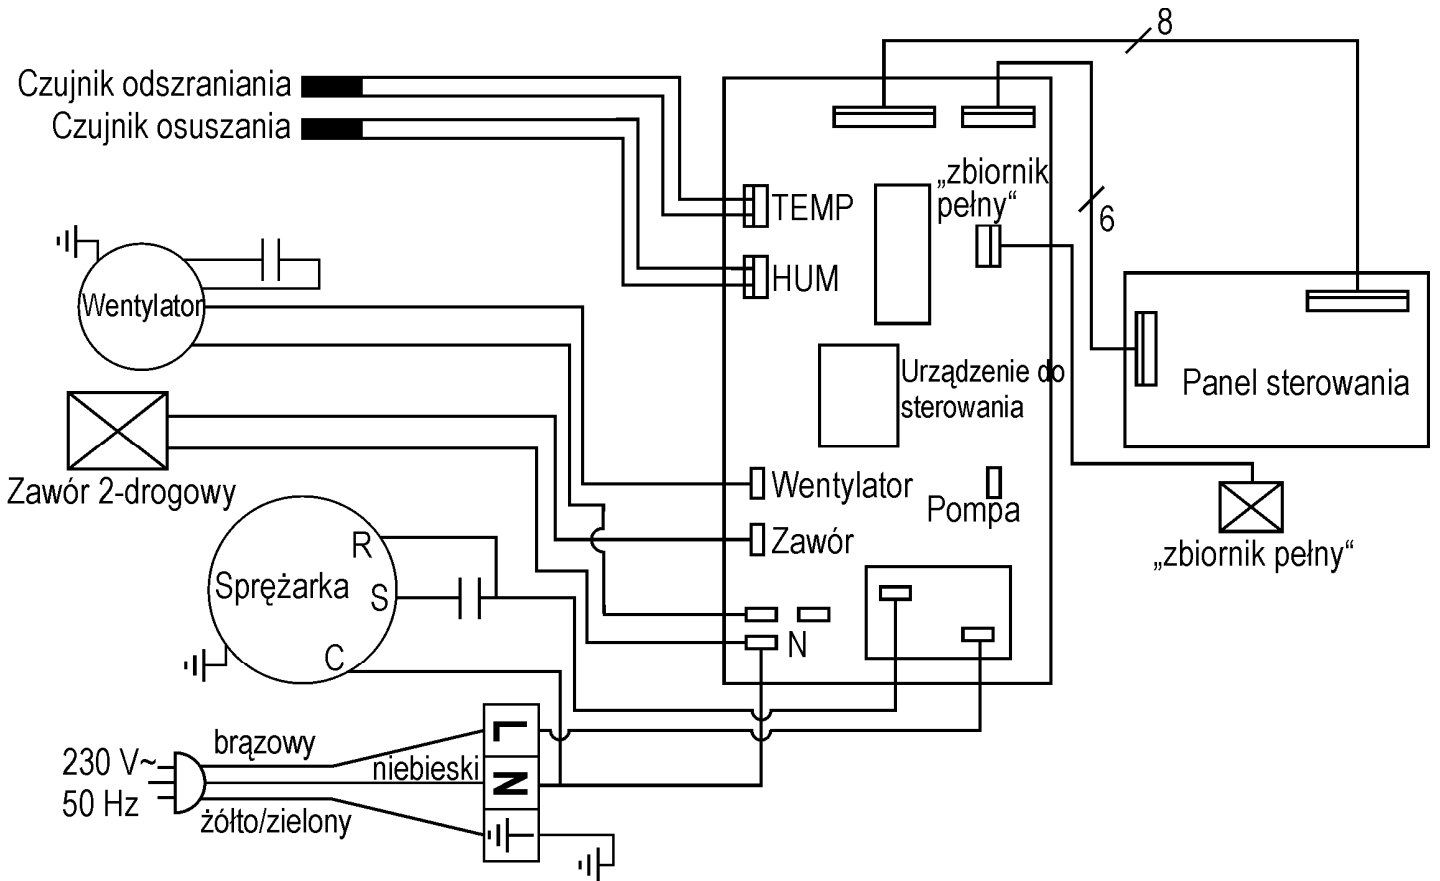 8
Czujnik odszraniania
Czujnik osuszania
„zbiornik
pełny“
TEMP
6
HUM
Wentylator
Urządzenie do
sterowania
Panel sterowania
Zawór 2-drogowy
Wentylator
Pompa
Zawór
„zbiornik pełny“
R
Sprężarka
S
C
N
L
brązowy
230 V~
niebieski
N
50 Hz
żółto/zielony